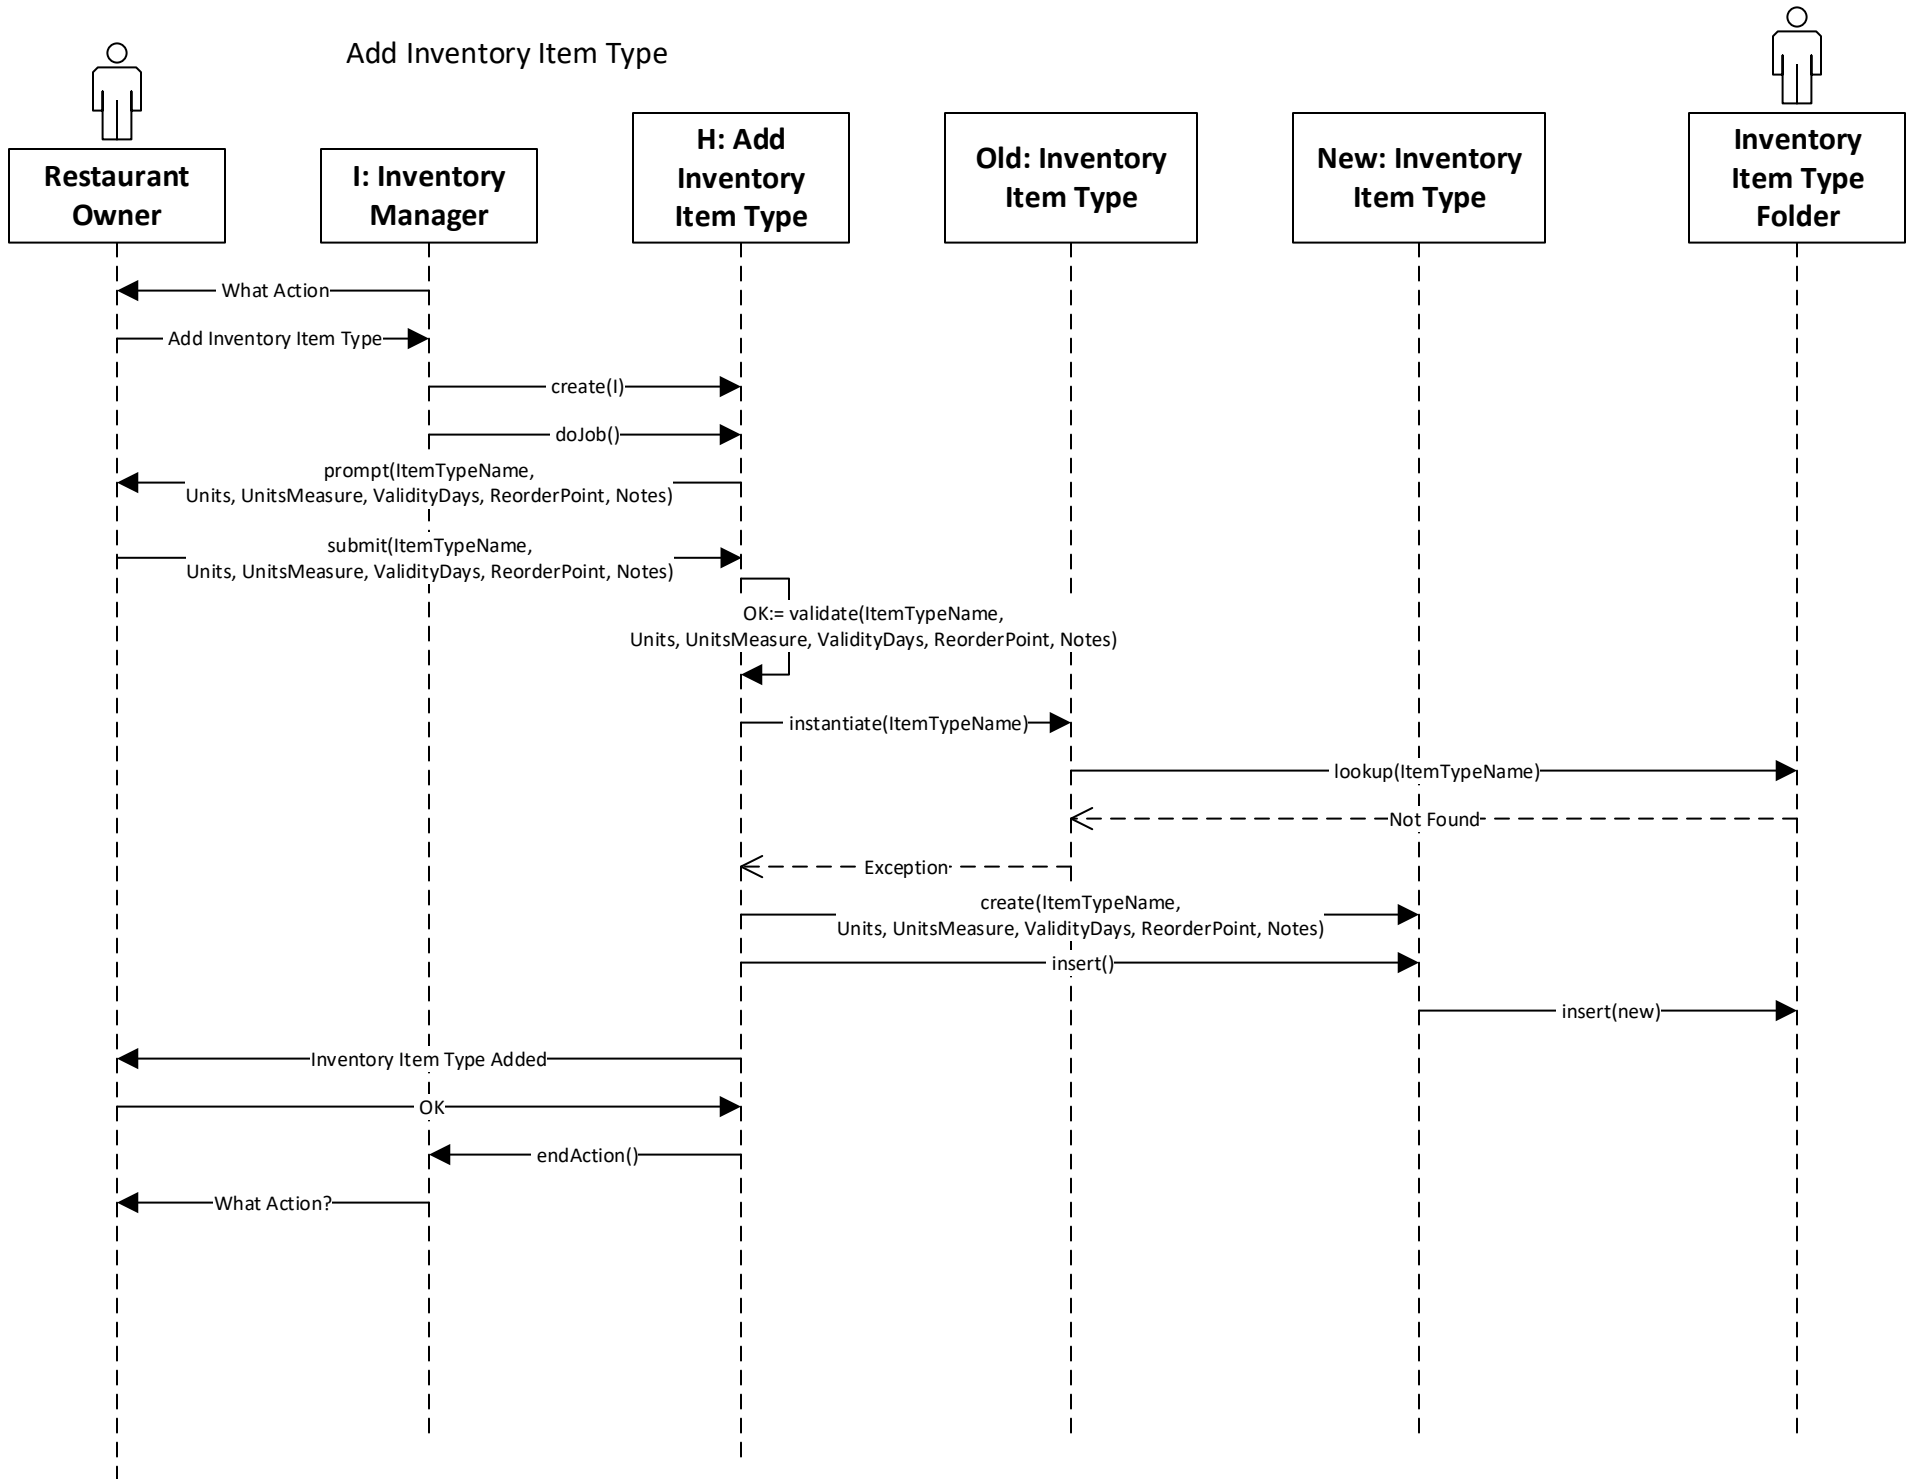 Add Inventory Item Type
Restaurant
Owner
I: Inventory
Manager
H: Add
Inventory
Item Type
Old: Inventory
Item Type
New: Inventory
Item Type
Inventory
Item Type
Folder
What Action
Add Inventory Item Type
create(I)
doJob()
prompt(ItemTypeName,
Units, UnitsMeasure, ValidityDays, ReorderPoint, Notes)
submit(ItemTypeName,
Units, UnitsMeasure, ValidityDays, ReorderPoint, Notes)
OK:= validate(ItemTypeName,
Units, UnitsMeasure, ValidityDays, ReorderPoint, Notes)
instantiate(ItemTypeName)
lookup(ItemTypeName)
Not Found
Exception
create(ItemTypeName,
Units, UnitsMeasure, ValidityDays, ReorderPoint, Notes)
insert()
insert(new)
Inventory Item Type Added
OK
endAction()
What Action?